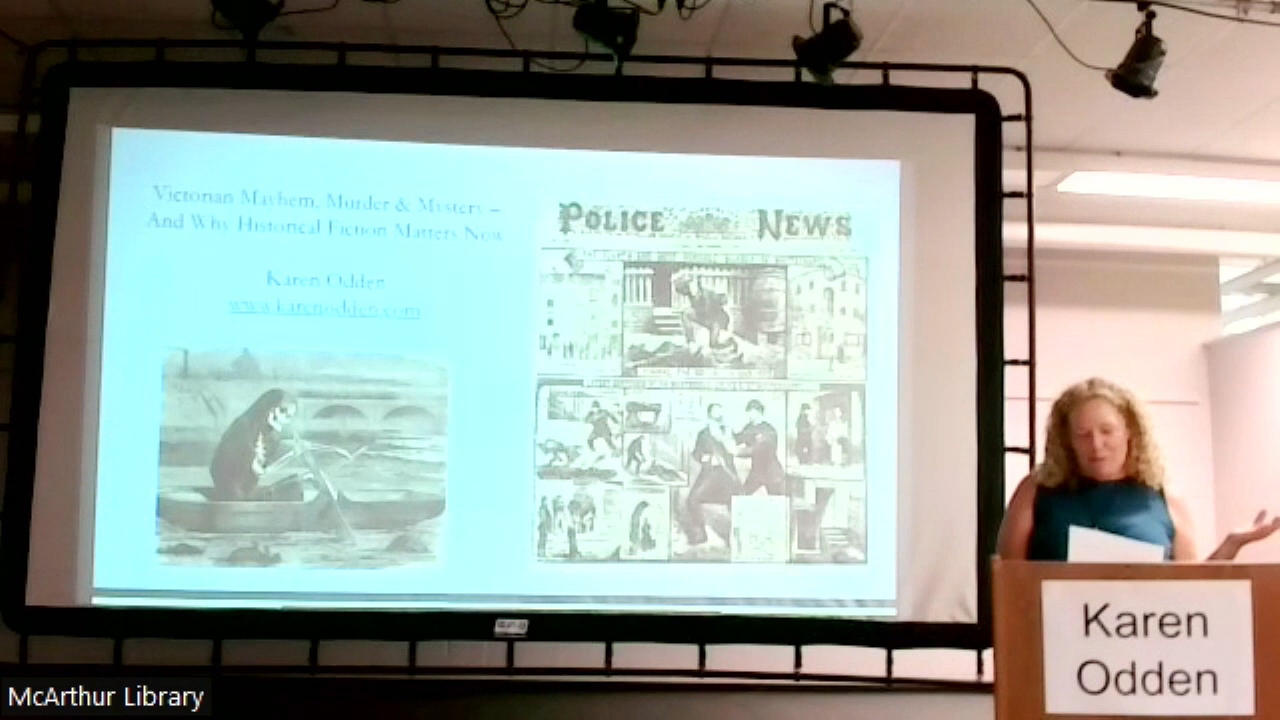 Victorian Mayhem, Murder & Mystery –
And Why Historical Fiction Matters Now
Karen Odden
www.karenodden.com
POLICE NEWS
Karen
Odden
McArthur Library